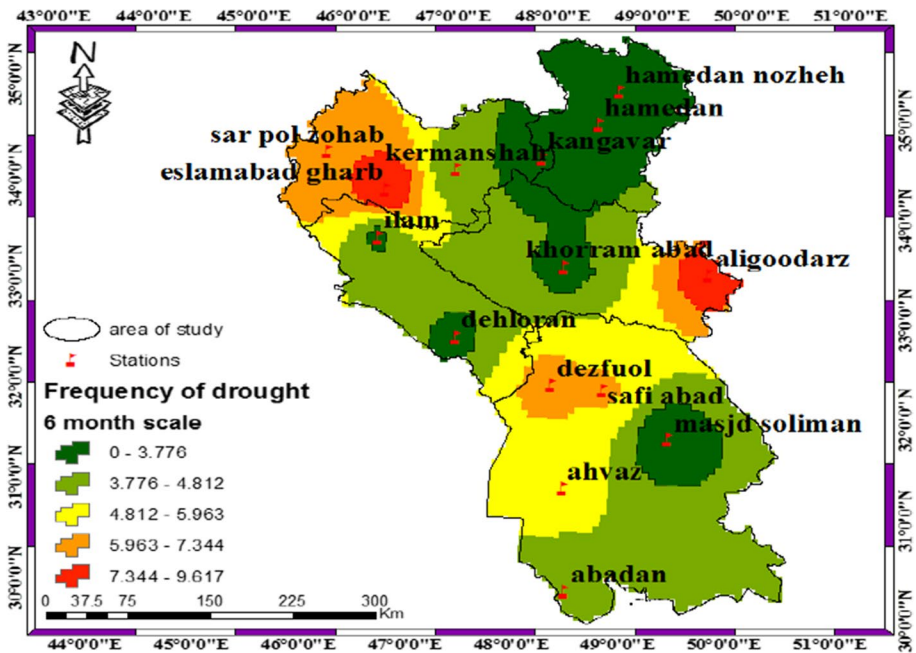 43°0'0"E 44°0'0"E 45°0'0"E 46°0'0"E 47°0'0"E 48°0'0"E 49°0'0"E 50°0'0"E 51°0'0"E
N
35°0'0"N
34°0'0"N
33°0'0"N
32°0'0"N
31°0'0"N
30°0'0"N
hamedan nozheh
hamedan
kangavar
sar pol zohab
kermanshah
eslamabad gharb
ilam
khorram abad
aligoodarz
dehloran
dezfuol
safi abad
masjd soliman
ahvaz
abadan
area of study
Stations
Frequency of drought
6 month scale
0 - 3.776
3.776 - 4.812
4.812 - 5.963
5.963 - 7.344
7.344 - 9.617
0 37.5 75 150 225 300
Km
35°0'0"N
34°0'0"N
33°0'0"N
32°0'0"N
31°0'0"N
30°0'0"N
44°0'0"E 45°0'0"E 46°0'0"E 47°0'0"E 48°0'0"E 49°0'0"E 50°0'0"E